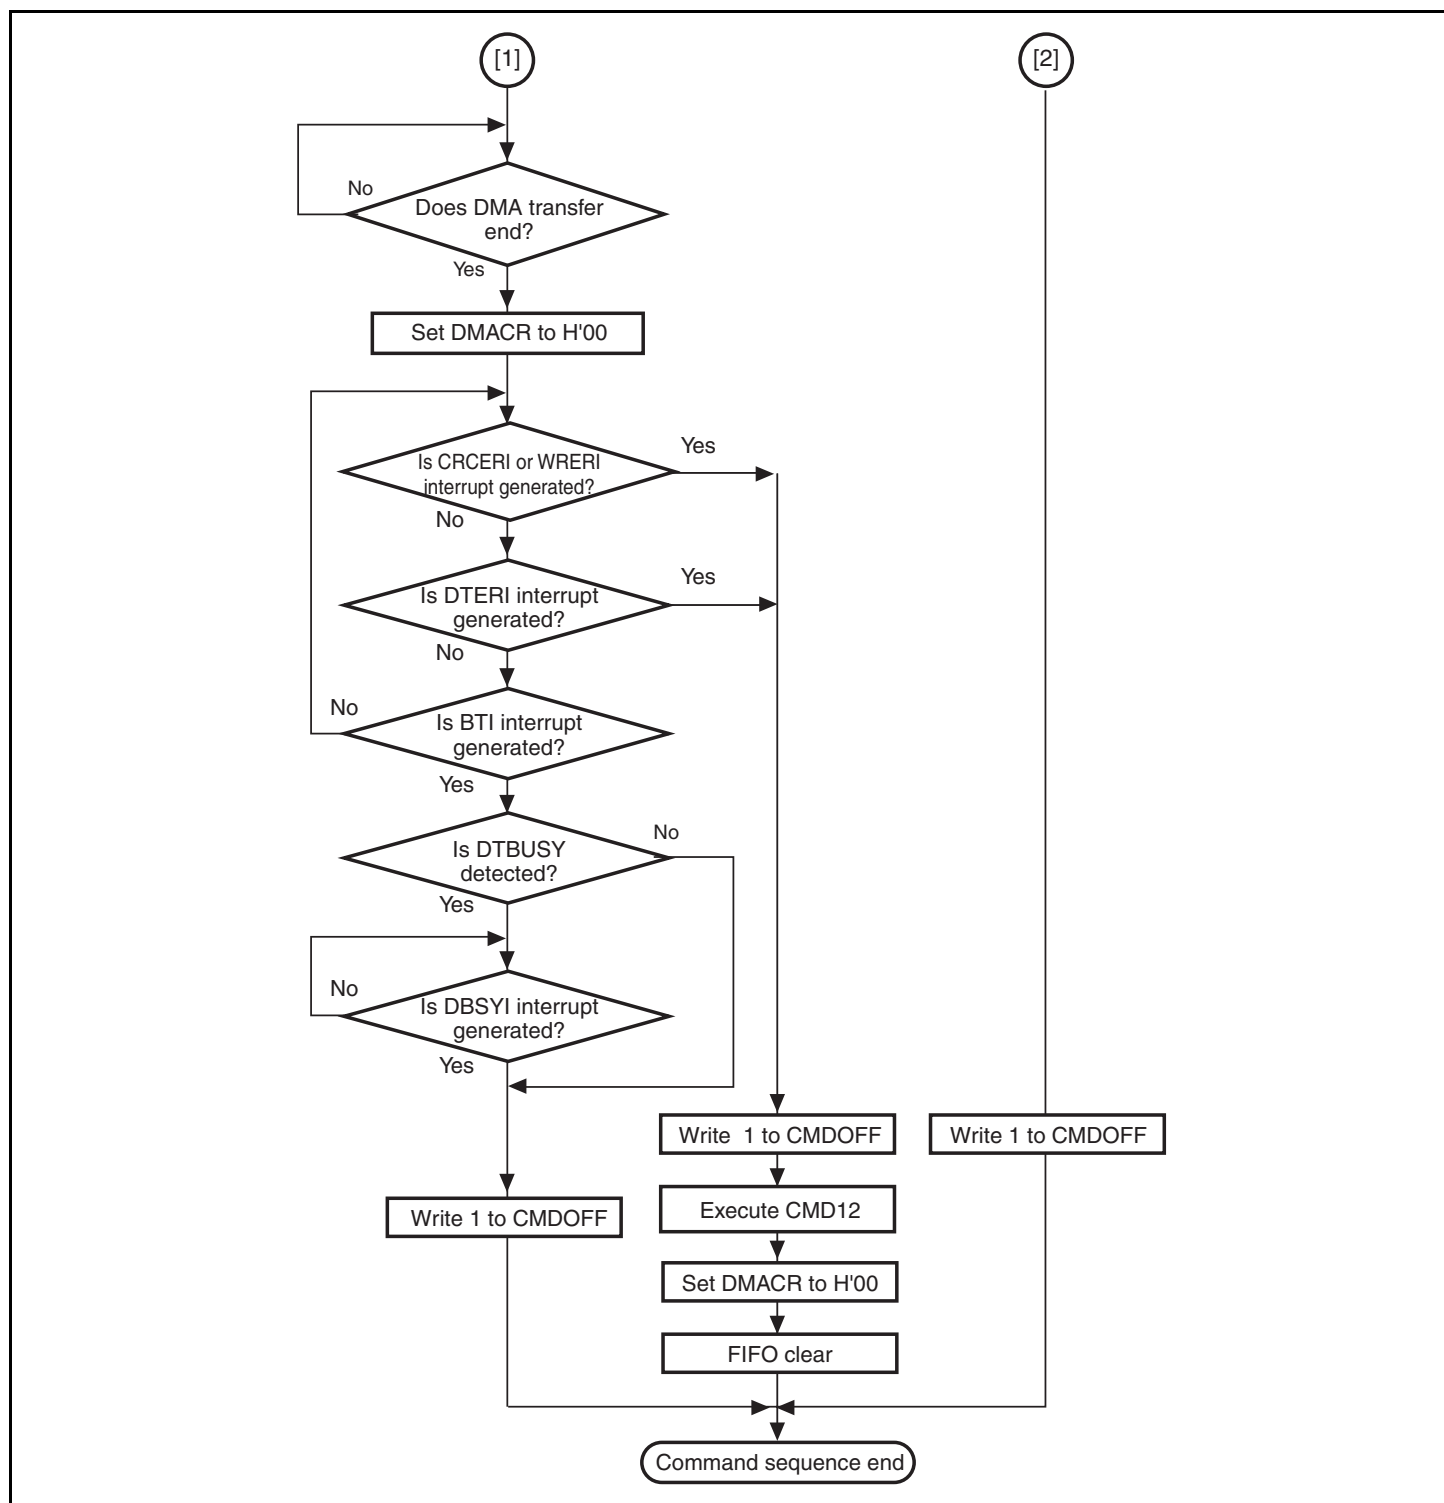 [1]
[2]
No
Does DMA transfer
end?
Yes
Set DMACR to H'00
Yes
Is CRCERI or WRERI
interrupt generated?
No
Yes
Is DTERI interrupt
generated?
No
No
Is BTI interrupt
generated?
Yes
No
Is DTBUSY
detected?
Yes
No
Is DBSYI interrupt
generated?
Yes
Write 1 to CMDOFF
Write 1 to CMDOFF
Execute CMD12
Write 1 to CMDOFF
Set DMACR to H'00
FIFO clear
Command sequence end